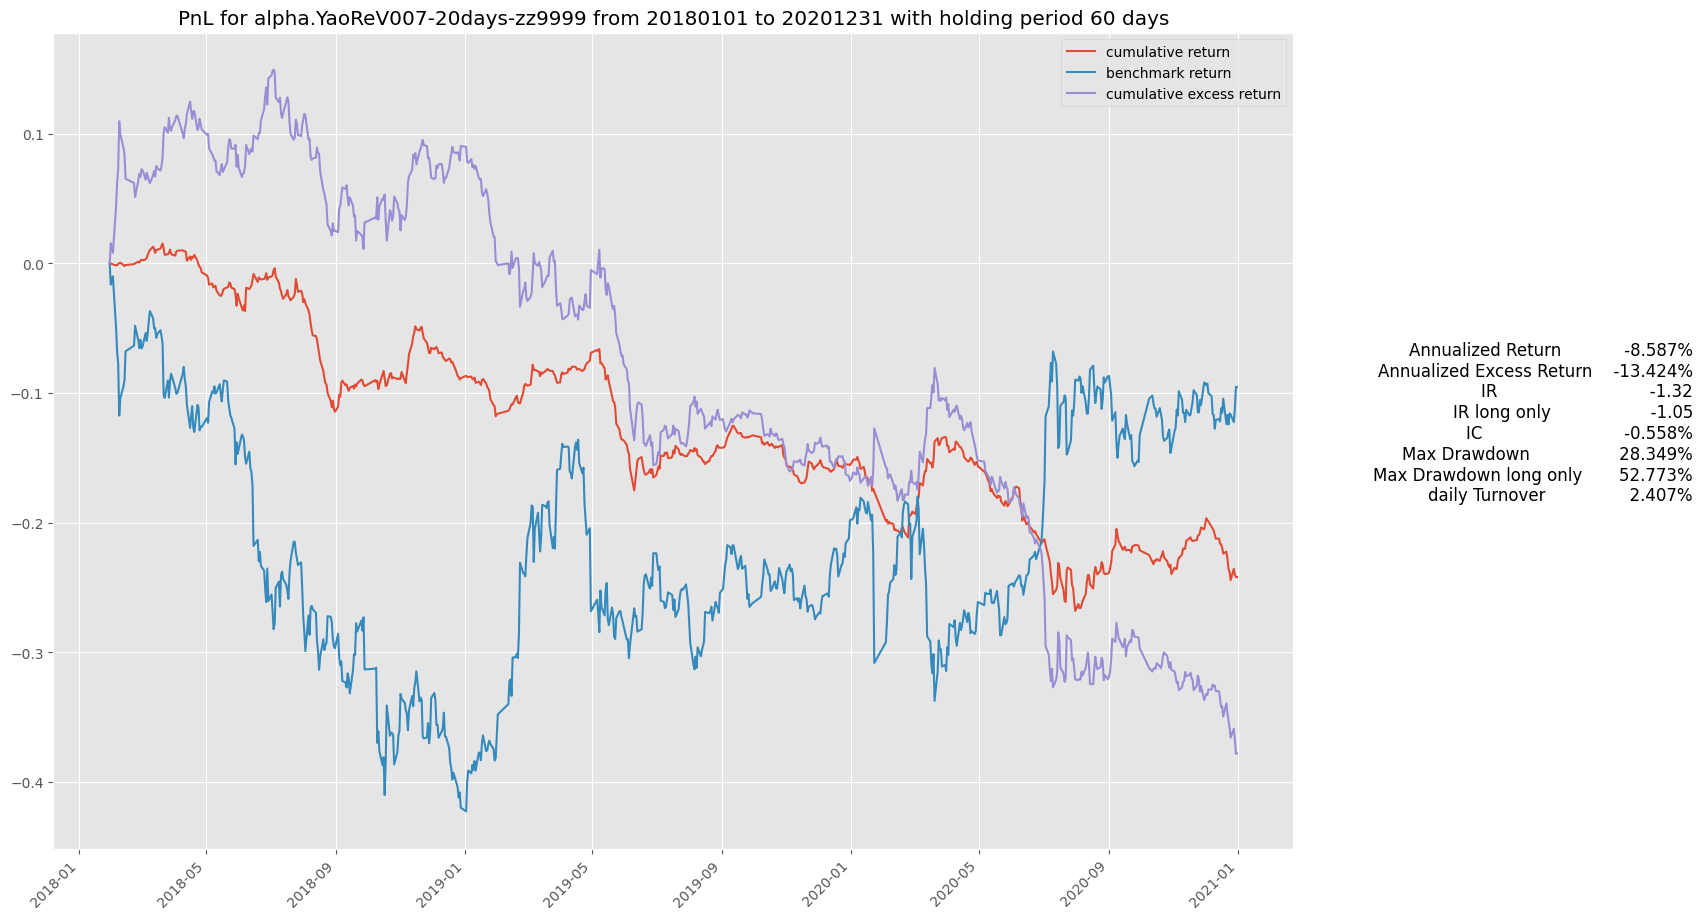 PnL for alpha.YaoReV007-20days-zz9999 from 20180101 to 20201231 with holding period 60 days
cumulative return
benchmark return
cumulative excess return
0.1
0.0
−0.1
−0.2
−0.3
−0.4
2018-01
2018-05
2018-09
2019-01
2019-05
2019-09
2020-01
2020-05
2020-09
2021-01
Annualized Return -8.587%
Annualized Excess Return -13.424%
IR -1.32
IR long only -1.05
IC -0.558%
Max Drawdown 28.349%
Max Drawdown long only 52.773%
daily Turnover 2.407%